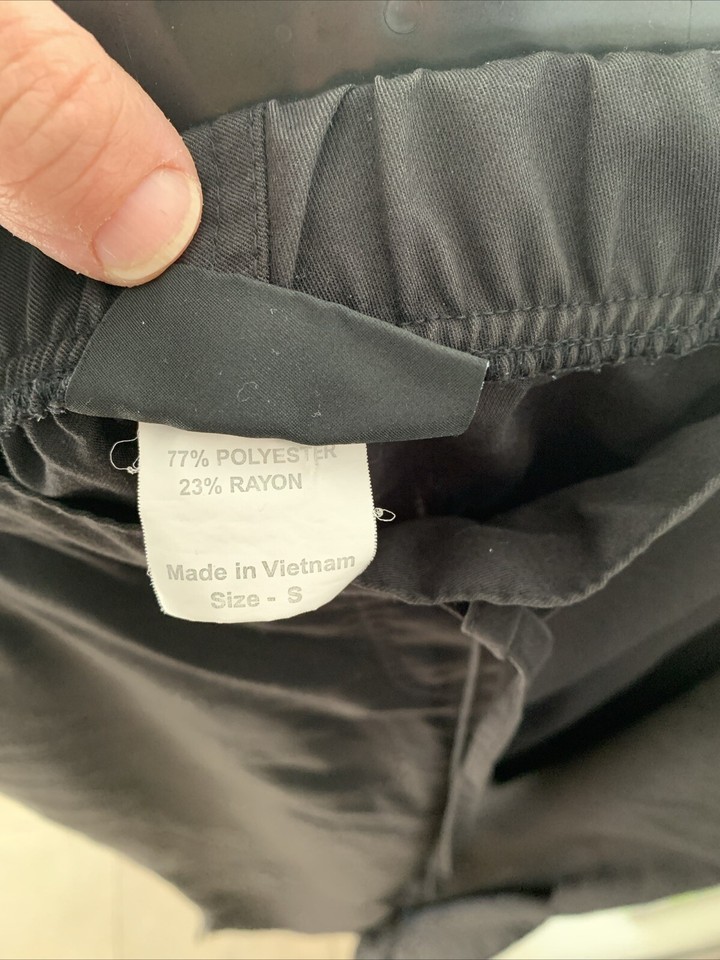 77% POLYESTER
23% RAYON
Made in Vietnam
Size - S